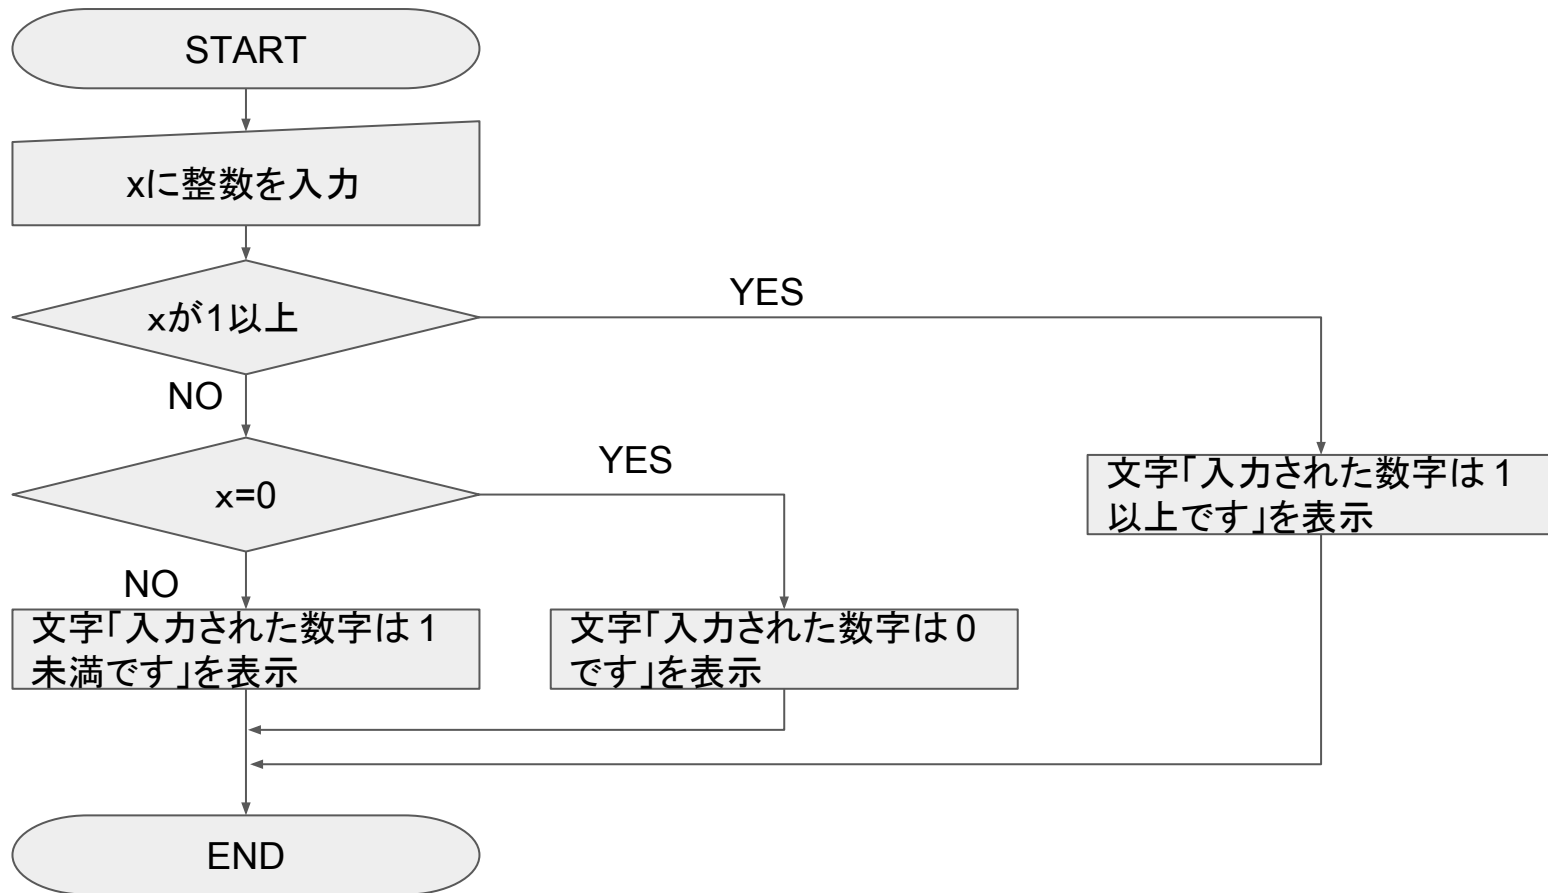 START
xに整数を入力
xが1以上
YES
NO
x=0
YES
文字「入力された数字は1
以上です」を表示
NO
文字「入力された数字は1
未満です」を表示
文字「入力された数字は0
です」を表示
END